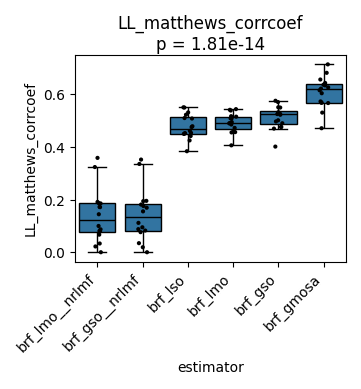 LL_matthews_corrcoef
p = 1.81e-14
LL_matthews_corrcoef
0.6
0.4
0.2
0.0
brf_lmo__nrlmf
brf_gso__nrlmf
brf_lso
brf_lmo
brf_gso
brf_gmosa
estimator